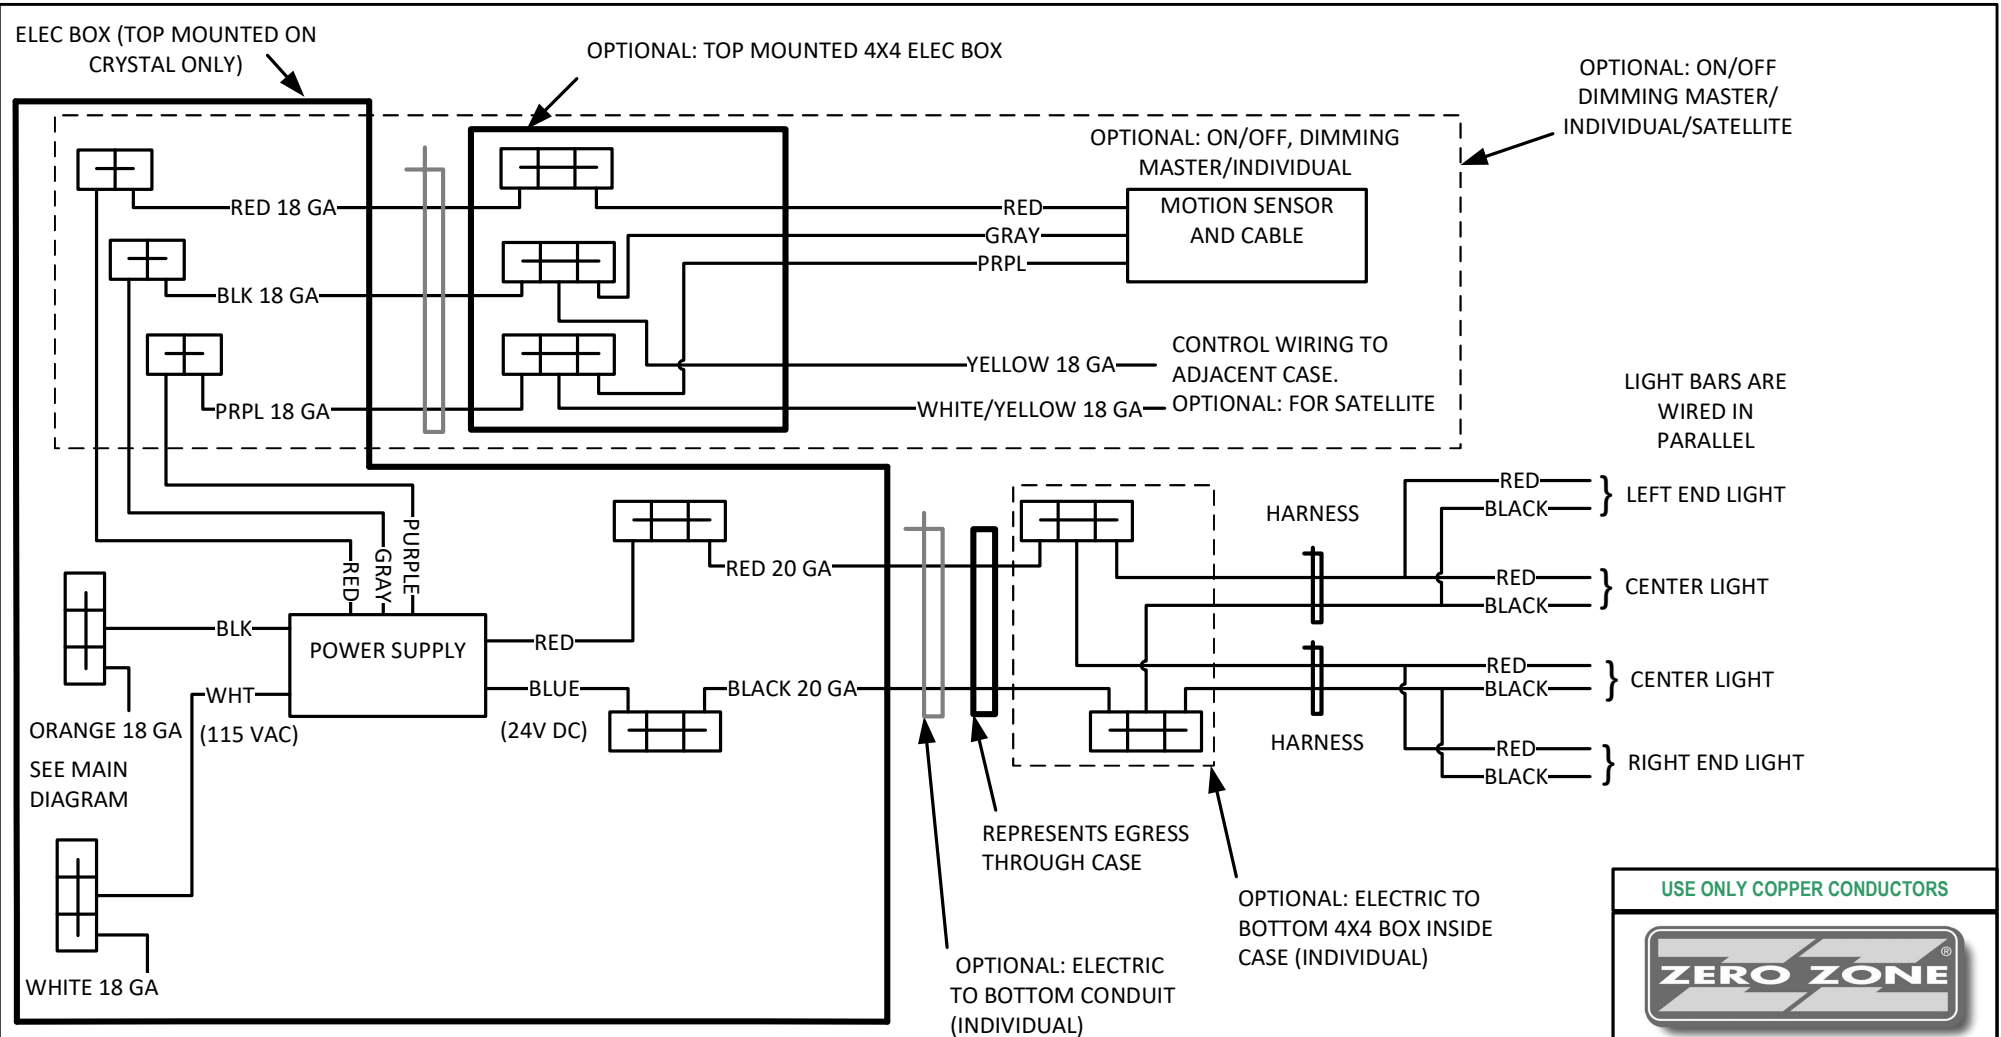 ELEC BOX (TOP MOUNTED ON
CRYSTAL ONLY)
OPTIONAL: TOP MOUNTED 4X4 ELEC BOX
OPTIONAL: ON/OFF
DIMMING MASTER/
INDIVIDUAL/SATELLITE
OPTIONAL: ON/OFF, DIMMING
MASTER/INDIVIDUAL
MOTION SENSOR
AND CABLE
RED 18 GA
RED
GRAY
PRPL
BLK 18 GA
PRPL 18 GA
YELLOW 18 GA
WHITE/YELLOW 18 GA
CONTROL WIRING TO
ADJACENT CASE.
OPTIONAL: FOR SATELLITE
LIGHT BARS ARE
WIRED IN
PARALLEL
RED
GRAY
PURPLE
BLK
WHT
(115 VAC)
POWER SUPPLY
RED
BLUE
(24V DC)
RED 20 GA
BLACK 20 GA
ORANGE 18 GA
SEE MAIN
DIAGRAM
WHITE 18 GA
HARNESS
RED
BLACK
} LEFT END LIGHT
RED
BLACK
} CENTER LIGHT
RED
BLACK
} CENTER LIGHT
HARNESS
RED
BLACK
} RIGHT END LIGHT
REPRESENTS EGRESS
THROUGH CASE
OPTIONAL: ELECTRIC TO
BOTTOM 4X4 BOX INSIDE
CASE (INDIVIDUAL)
OPTIONAL: ELECTRIC
TO BOTTOM CONDUIT
(INDIVIDUAL)
USE ONLY COPPER CONDUCTORS
ZERO ZONE®